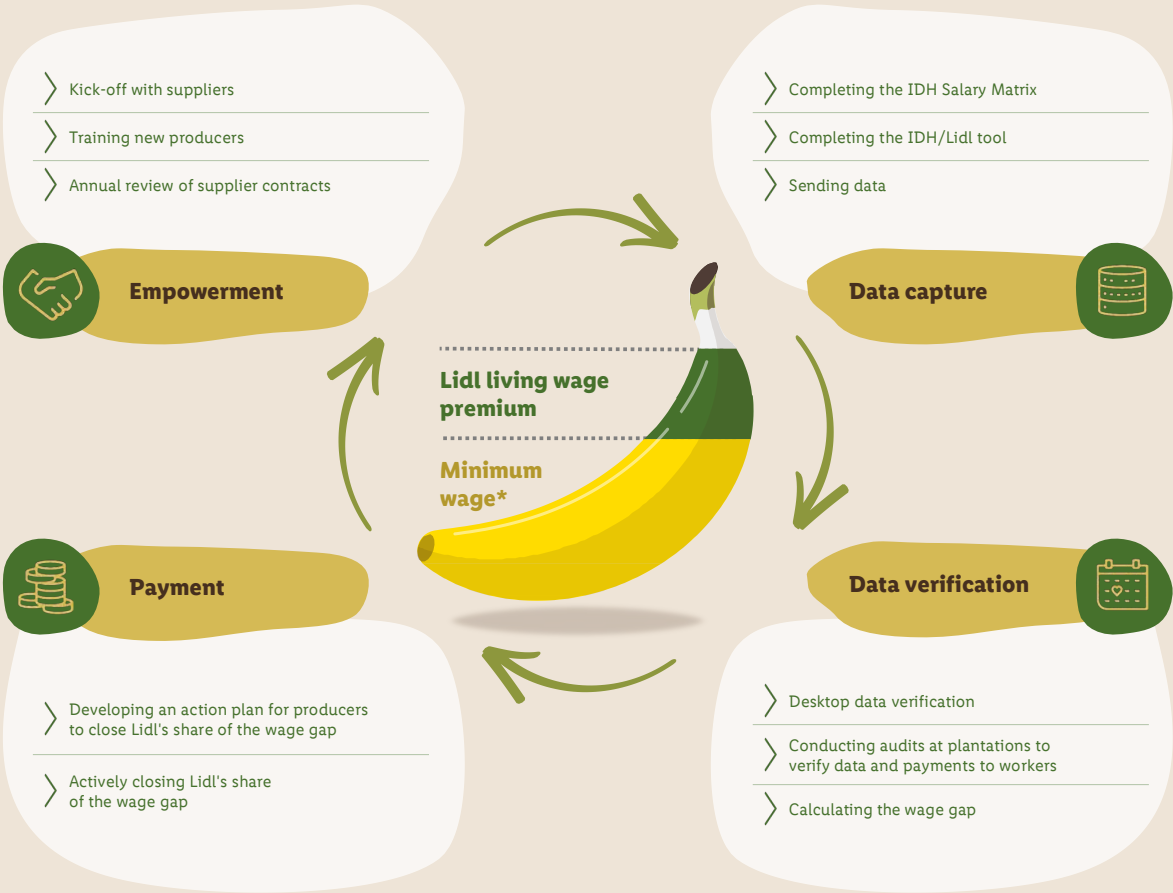 Kick-off with suppliers
Training new producers
Annual review of supplier contracts
Empowerment
Completing the IDH Salary Matrix
Completing the IDH/Lidl tool
Sending data
Data capture
Lidl living wage
premium
Minimum
wage*
Payment
Developing an action plan for producers
to close Lidl's share of the wage gap
Actively closing Lidl's share
of the wage gap
Data verification
Desktop data verification
Conducting audits at plantations to
verify data and payments to workers
Calculating the wage gap